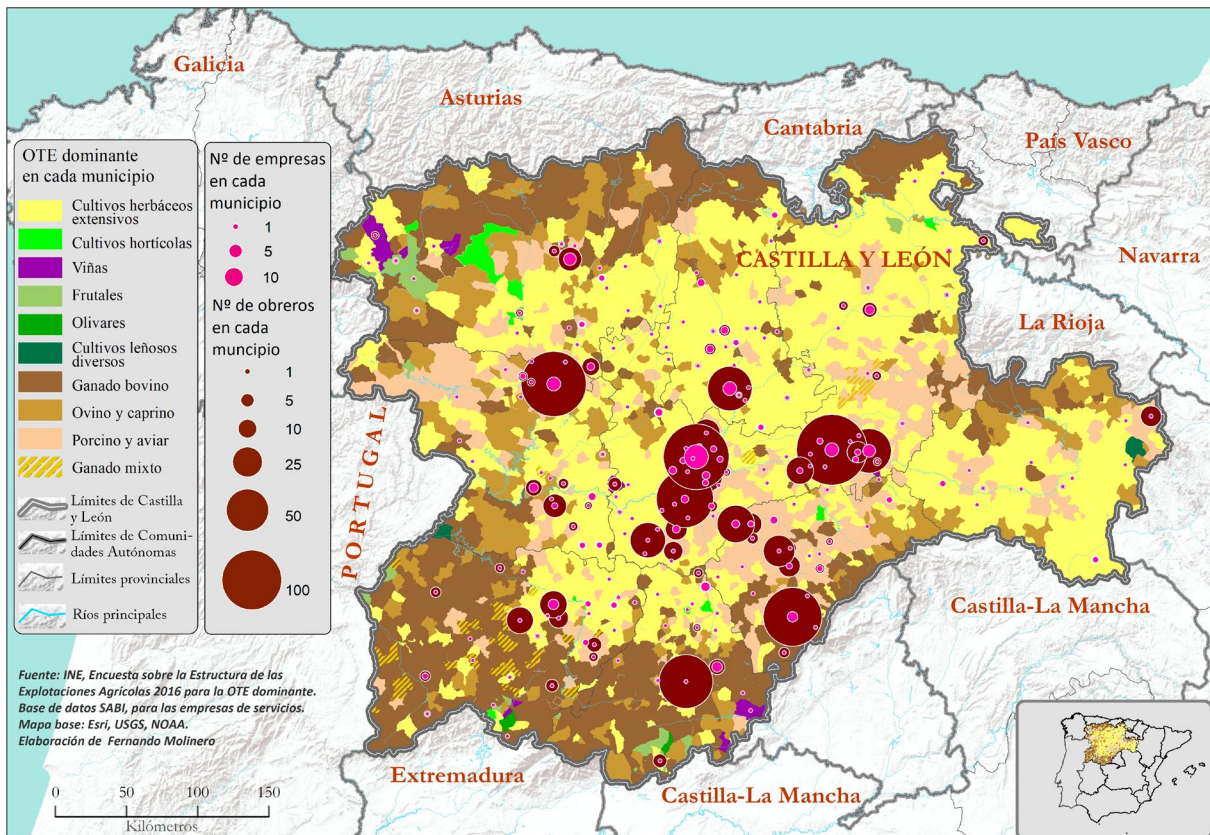 Galicia
Asturias
Cantabria
País Vasco
Navarra
La Rioja
CASTILLA Y LEÓN
PORTUGAL
Castilla-La Mancha
Extremadura
Castilla-La Mancha
OTE dominante
en cada municipio
Cultivos herbáceos
extensivos
Cultivos hortícolas
Viñas
Frutales
Olivares
Cultivos leñosos
diversos
Ganado bovino
Ovino y caprino
Porcino y aviar
Ganado mixto
Límites de Castilla
y León
Límites de Comuni-
dades Autónomas
Límites provinciales
Ríos principales
Nº de empresas
en cada
municipio
1
5
10
Nº de obreros
en cada
muncipio
1
5
10
25
50
100
Fuente: INE, Encuesta sobre la Estructura de las
Explotaciones Agrícolas 2016 para la OTE dominante.
Base de datos SABI, para las empresas de servicios.
Mapa base: Esri, USGS, NOAA.
Elaboración de Fernando Molinero
0 50 100 150
Kilómetros